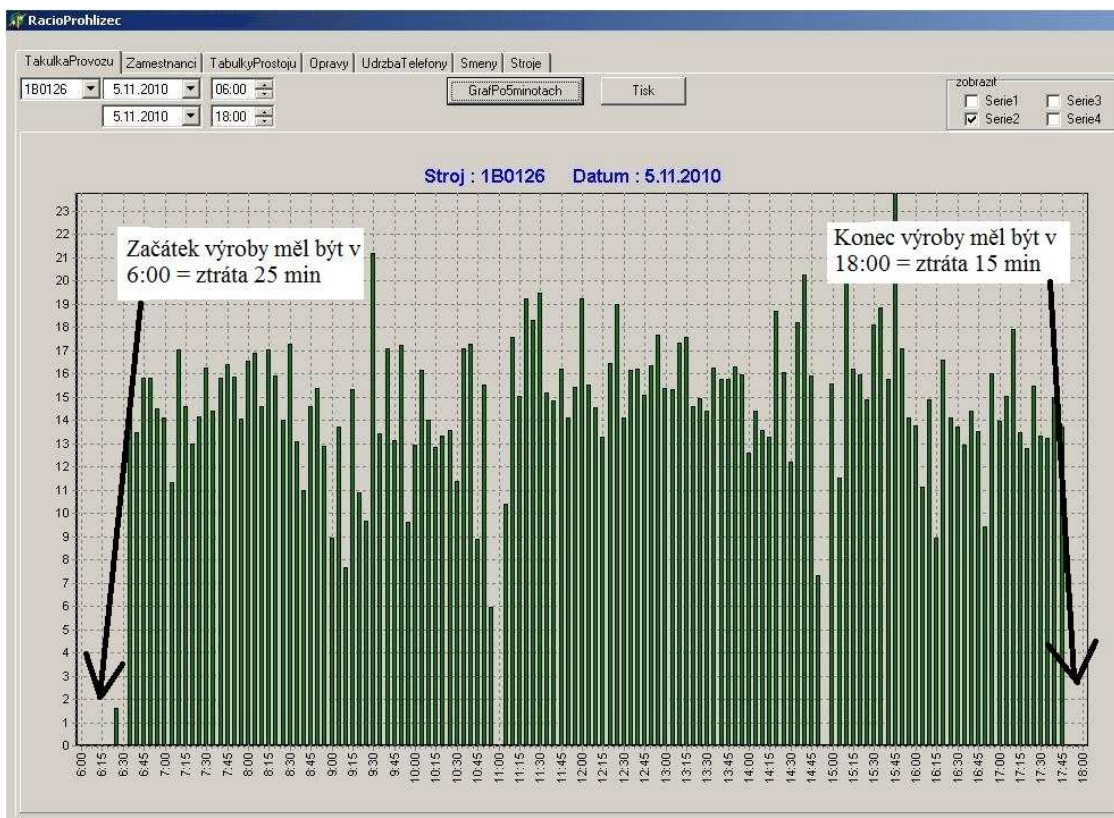 RacioProhlizec
TakulkaProvozu Zamestnanci TabulkyProstoju Opravy UdrzbaTelefony Smeny Stroje
1B0126 5.11.2010 06:00 GrafPo5minotach Tisk
5.11.2010 18:00
zobrazit
Serie1 Serie3
Serie2 Serie4
Stroj : 1B0126 Datum : 5.11.2010
Začátek výroby měl být v
6:00 = ztráta 25 min
Konec výroby měl být v
18:00 = ztráta 15 min
23
22
21
20
19
18
17
16
15
14
13
12
11
10
9
8
7
6
5
4
3
2
1
0
6:00 6:15 6:30 6:45 7:00 7:15 7:30 7:45 8:00 8:15 8:30 8:45 9:00 9:15 9:30 9:45 10:00 10:15 10:30 10:45 11:00 11:15 11:30 11:45 12:00 12:15 12:30 12:45 13:00 13:15 13:30 13:45 14:00 14:15 14:30 14:45 15:00 15:15 15:30 15:45 16:00 16:15 16:30 16:45 17:00 17:15 17:30 17:45 18:00